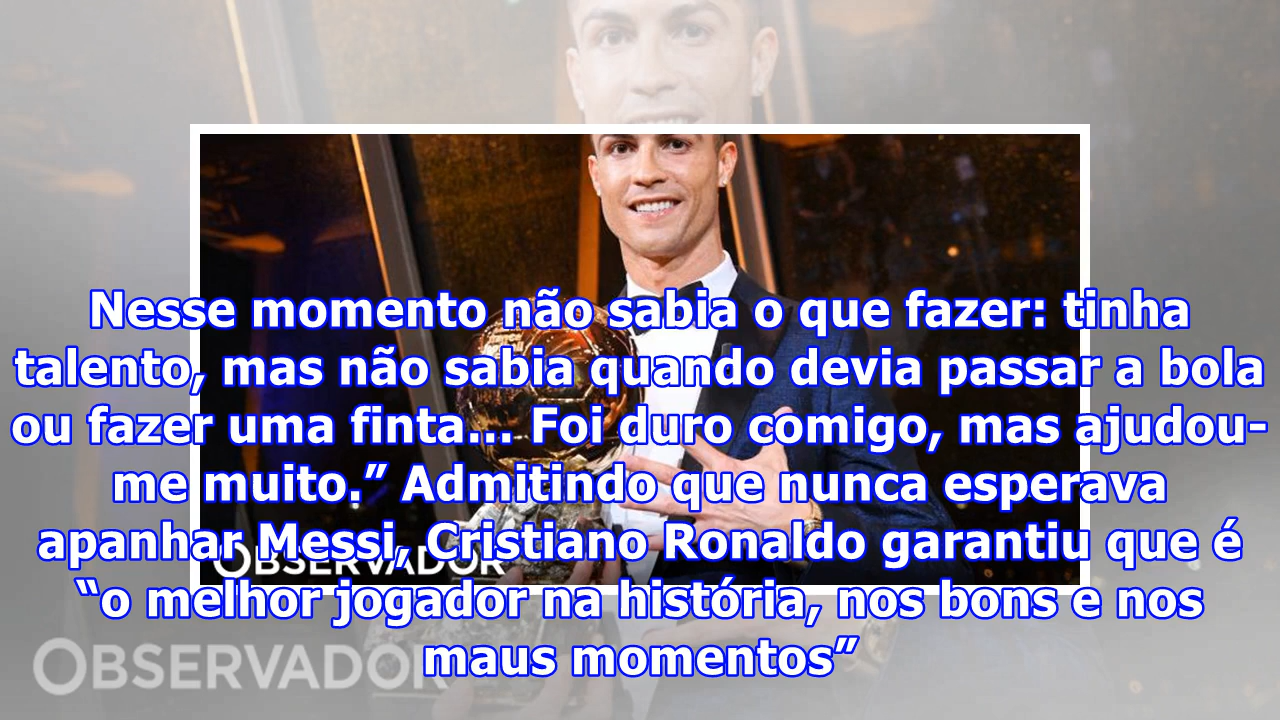 Nesse momento não sabia o que fazer: tinha
talento, mas não sabia quando devia passar a bola
ou fazer uma finta... Foi duro comigo, mas ajudou-
me muito.” Admitindo que nunca esperava
apanhar Messi, Cristiano Ronaldo garantiu que é
“o melhor jogador na história, nos bons e nos
maus momentos”
OBSERVADOR
OBSERVADOR